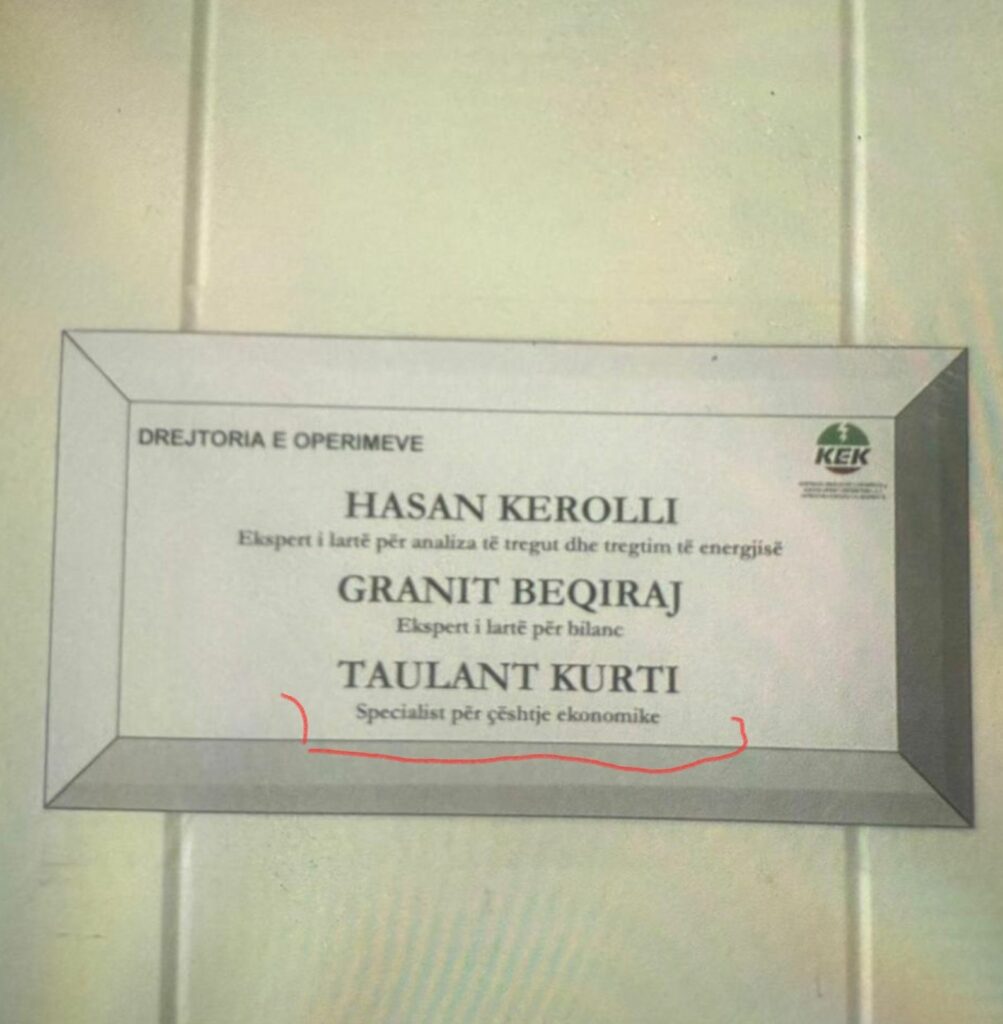 DREJTORIA E OPERIMEVE
KEK
HASAN KEROLLI
Ekspert i lartë për analiza të tregut dhe tregtim të energjisë
GRANIT BEQIRAJ
Ekspert i lartë për bilanc
TAULANT KURTI
Specialist për çështje ekonomike